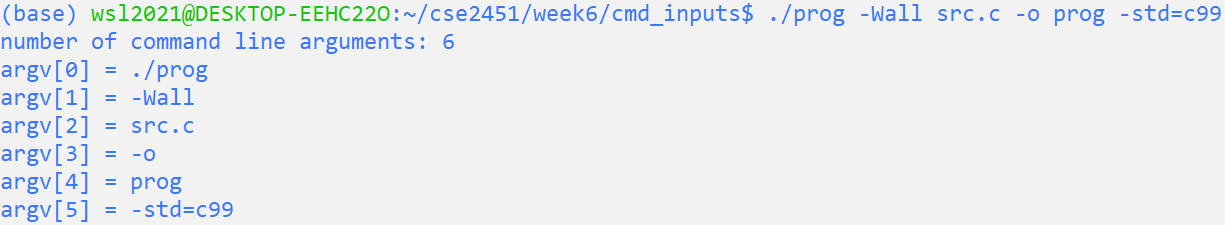 (base) wsl2021@DESKTOP-EEHC22O:~/cse2451/week6/cmd_inputs$ ./prog -Wall src.c -o prog -std=c99
number of command line arguments: 6
argv[0] = ./prog
argv[1] = -Wall
argv[2] = src.c
argv[3] = -o
argv[4] = prog
argv[5] = -std=c99